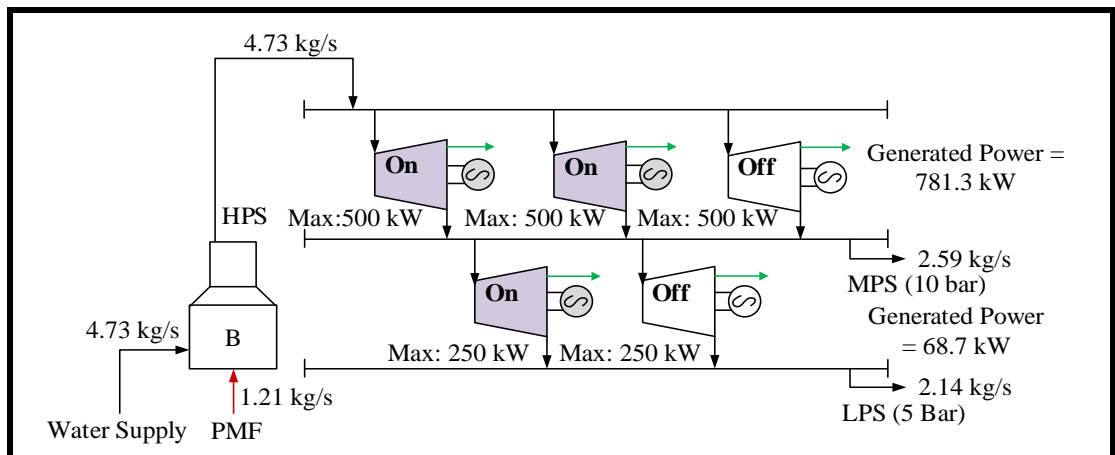 4.73 kg/s
On
On
Off
Generated Power =
781.3 kW
HPS
Max:500 kW
Max: 500 kW
Max: 500 kW
2.59 kg/s
MPS (10 bar)
On
Off
Generated Power
= 68.7 kW
4.73 kg/s
B
Max: 250 kW
Max: 250 kW
1.21 kg/s
2.14 kg/s
LPS (5 Bar)
Water Supply
PMF